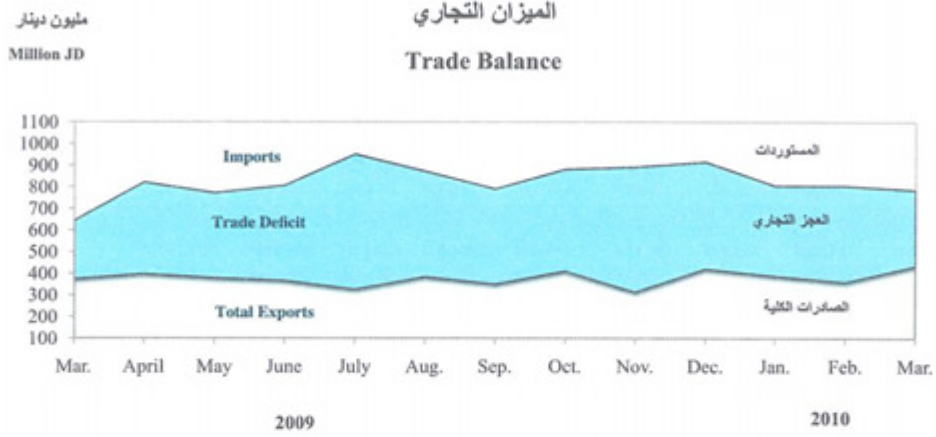 الميزان التجاري
مليون دينار
Million JD
Trade Balance
1100
1000
900
800
700
600
500
400
300
200
100
Imports
المستوردات
Trade Deficit
العجز التجاري
Total Exports
الصادرات الكلية
Mar. April May June July Aug. Sep. Oct. Nov. Dec. Jan. Feb. Mar.
2009 2010